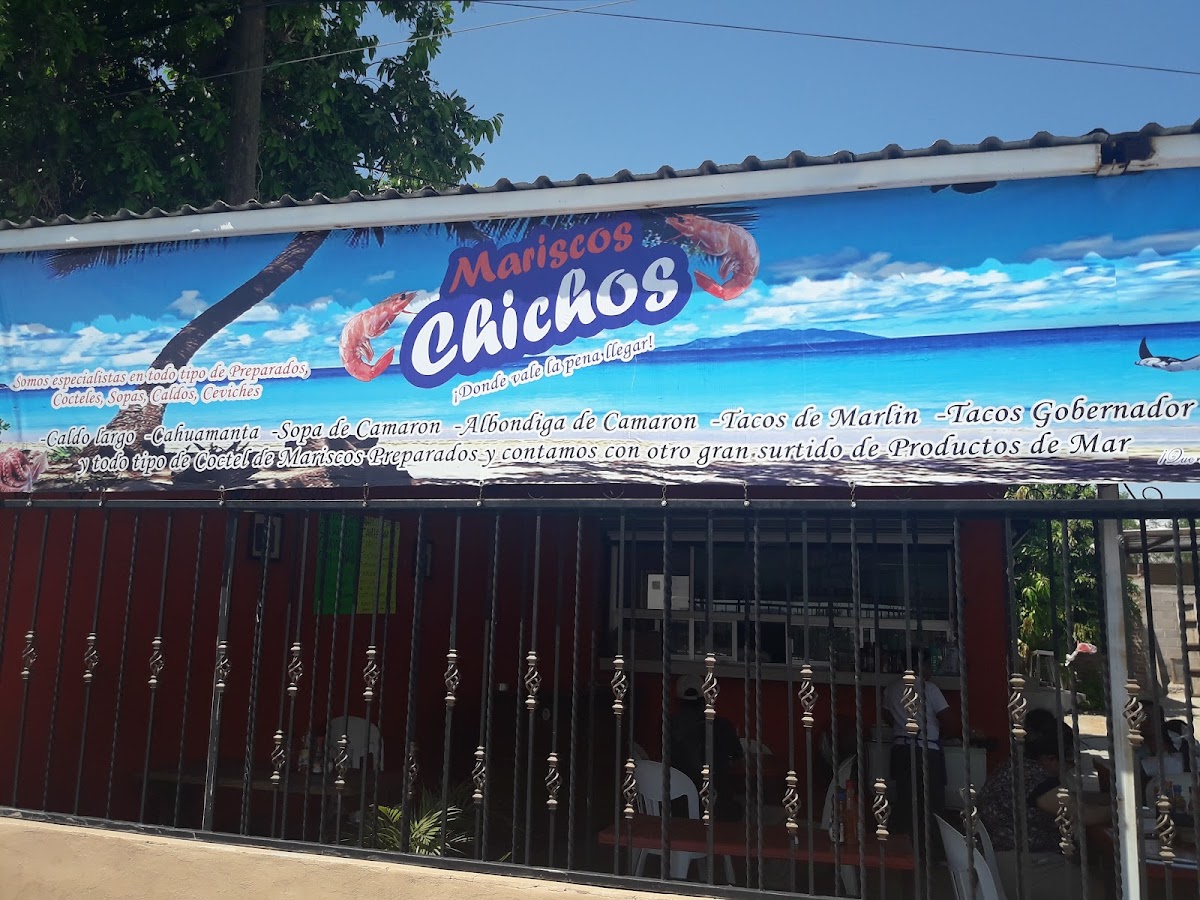 Mariscos
Chichos
¡Donde vale la pena llegar!
Somos especialistas en todo tipo de Preparados,
Cocteles, Sopas, Caldos, Ceviches
-Caldo largo -Cahuamanta -Sopa de Camaron -Albondiga de Camaron -Tacos de Marlin -Tacos Gobernador
y todo tipo de Coctel de Mariscos Preparados y contamos con otro gran surtido de Productos de Mar